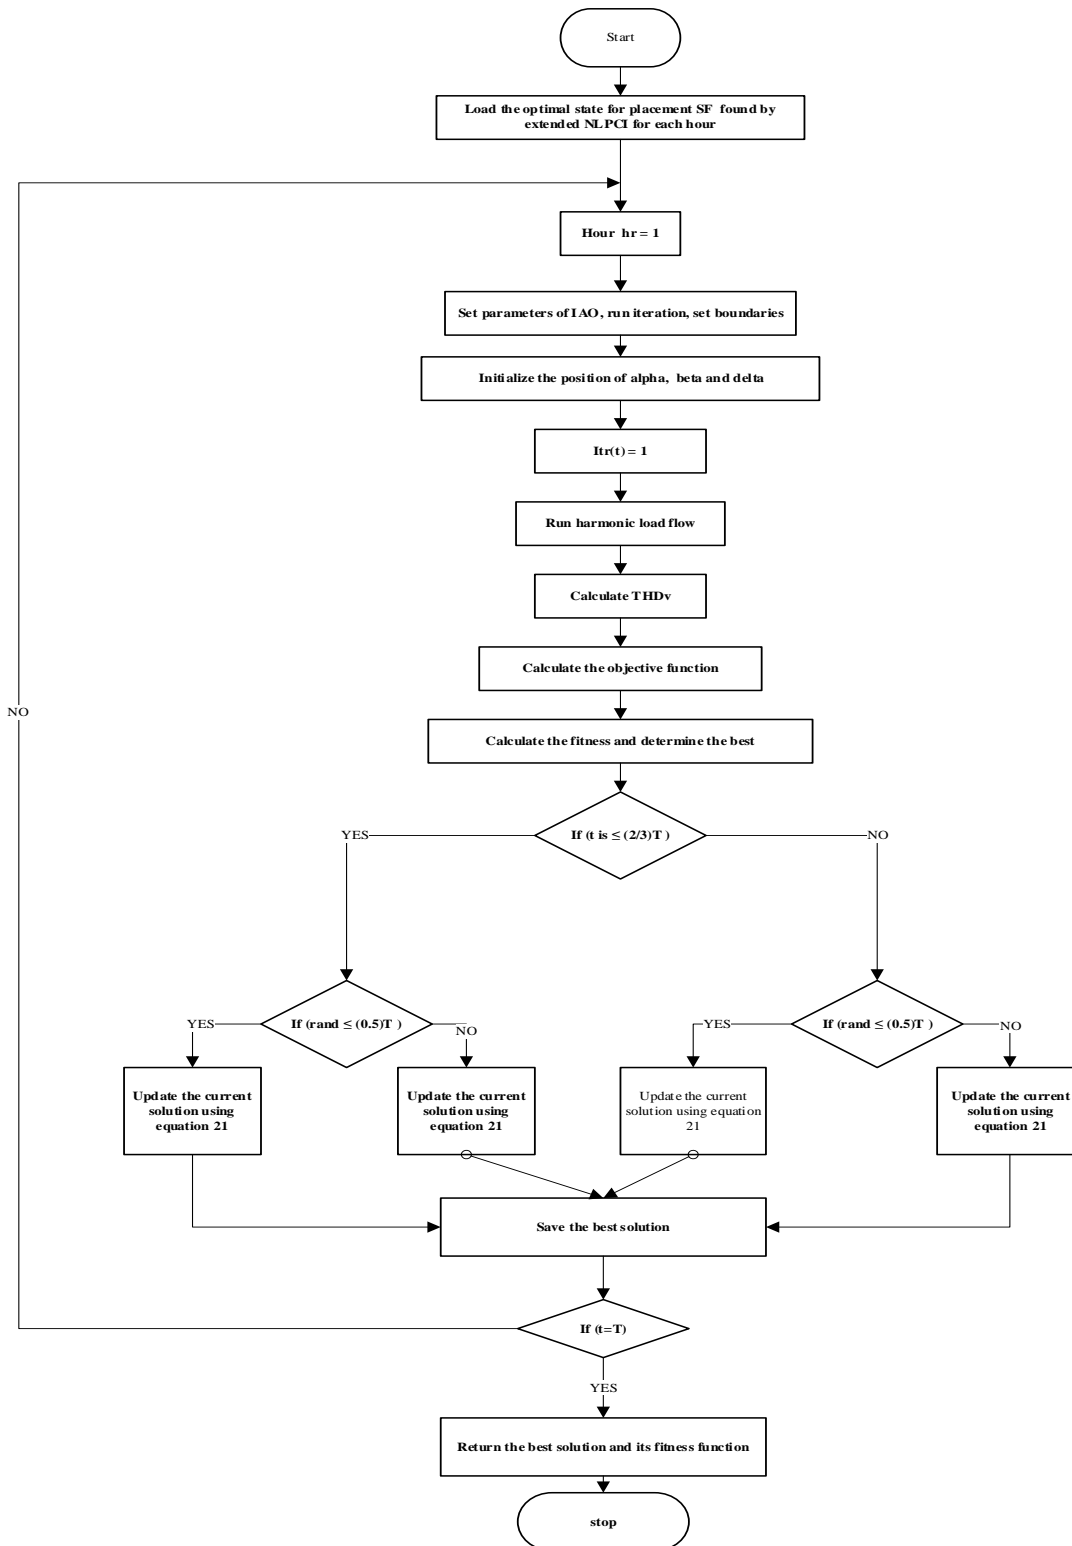 Start
Load the optimal state for placement SF found by
extended NLPCI for each hour
Hour hr = 1
Set parameters of IAO, run iteration, set boundaries
Initialize the position of alpha, beta and delta
Itr(t) = 1
Run harmonic load flow
Calculate THDv
Calculate the objective function
NO
Calculate the fitness and determine the best
YES
If (t is ≤ (2/3)T )
NO
YES
If (rand ≤ (0.5)T )
NO
YES
If (rand ≤ (0.5)T )
NO
Update the current
solution using
equation 21
Update the current
solution using
equation 21
Update the current
solution using equation
21
Update the current
solution using
equation 21
Save the best solution
If (t=T)
YES
Return the best solution and its fitness function
stop